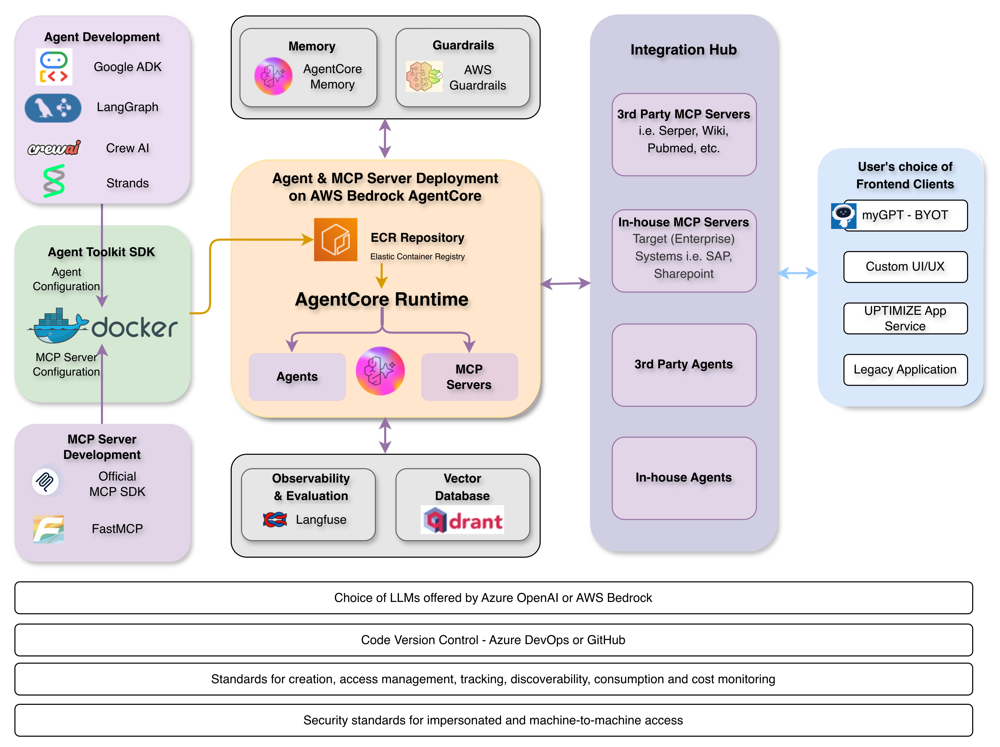 Agent Development
Google ADK
LangGraph
crewai
Crew AI
Strands
Agent Toolkit SDK
Agent
Configuration
docker
MCP Server
Configuration
MCP Server
Development
Official
MCP SDK
FastMCP
Memory
AgentCore
Memory
Guardrails
AWS
Guardrails
Agent & MCP Server Deployment
on AWS Bedrock AgentCore
ECR Repository
Elastic Container Registry
AgentCore Runtime
Agents
MCP
Servers
Observability
& Evaluation
Langfuse
Vector
Database
qdrant
Integration Hub
3rd Party MCP Servers
i.e. Serper, Wiki,
Pubmed, etc.
In-house MCP Servers
Target (Enterprise)
Systems i.e. SAP,
Sharepoint
3rd Party Agents
In-house Agents
User's choice of
Frontend Clients
myGPT - BYOT
Custom UI/UX
UPTIMIZE App
Service
Legacy Application
Choice of LLMs offered by Azure OpenAI or AWS Bedrock
Code Version Control - Azure DevOps or GitHub
Standards for creation, access management, tracking, discoverability, consumption and cost monitoring
Security standards for impersonated and machine-to-machine access